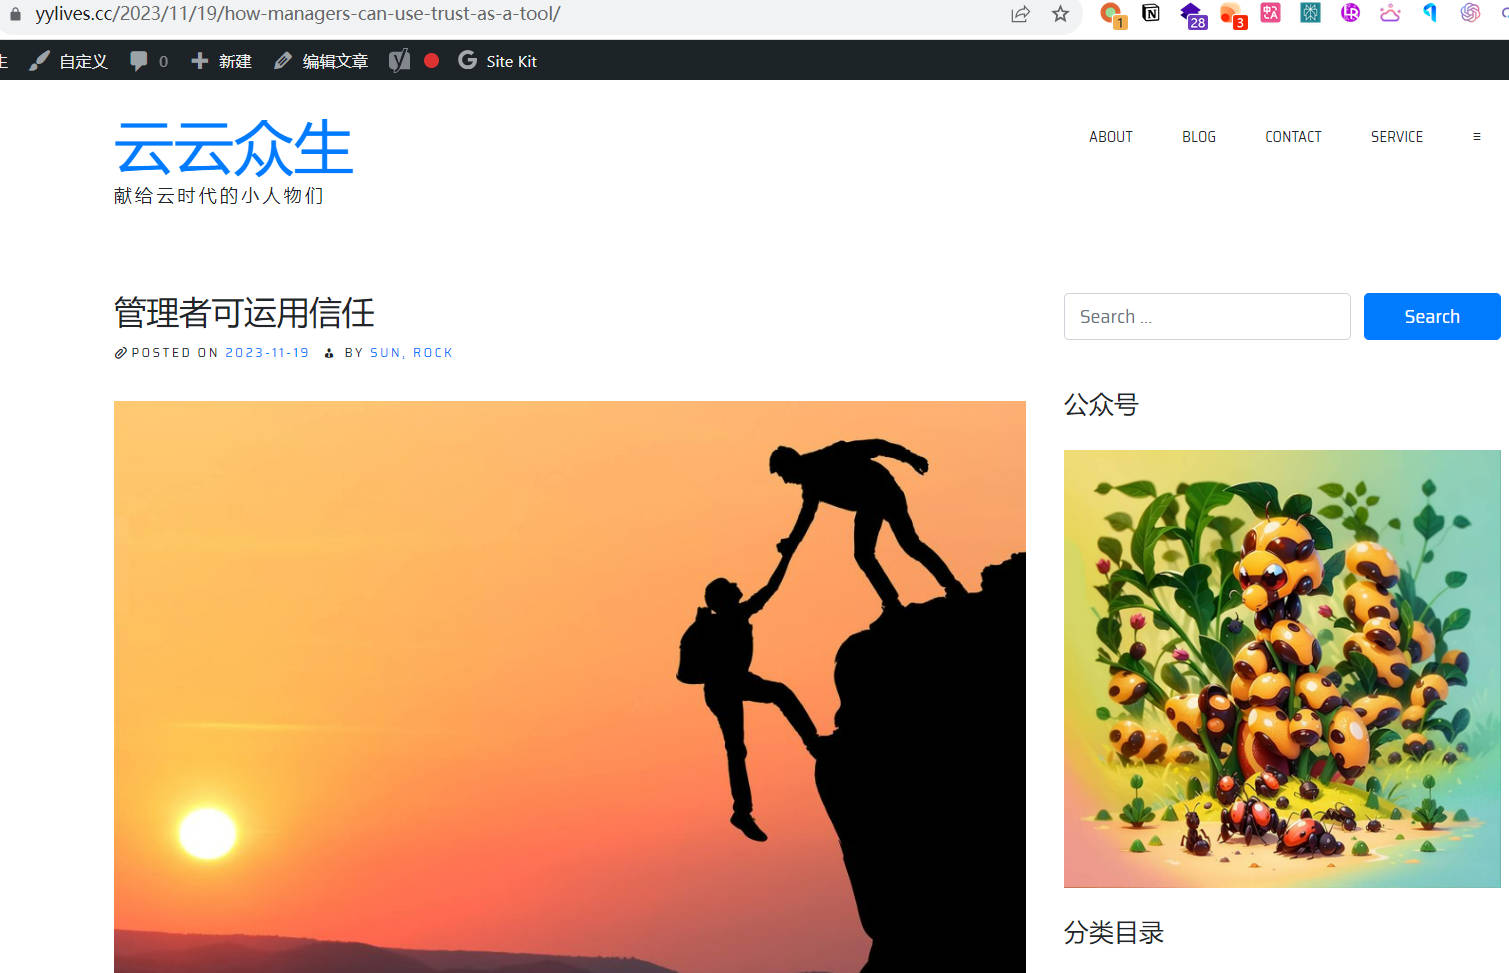 yylives.cc/2023/11/19/how-managers-can-use-trust-as-a-tool/
1
28
3
自定义
0
新建
编辑文章
Site Kit
云云众生
献给云时代的小人物们
ABOUT
BLOG
CONTACT
SERVICE
管理者可运用信任
POSTED ON 2023-11-19 BY SUN, ROCK
Search ...
Search
公众号
分类目录